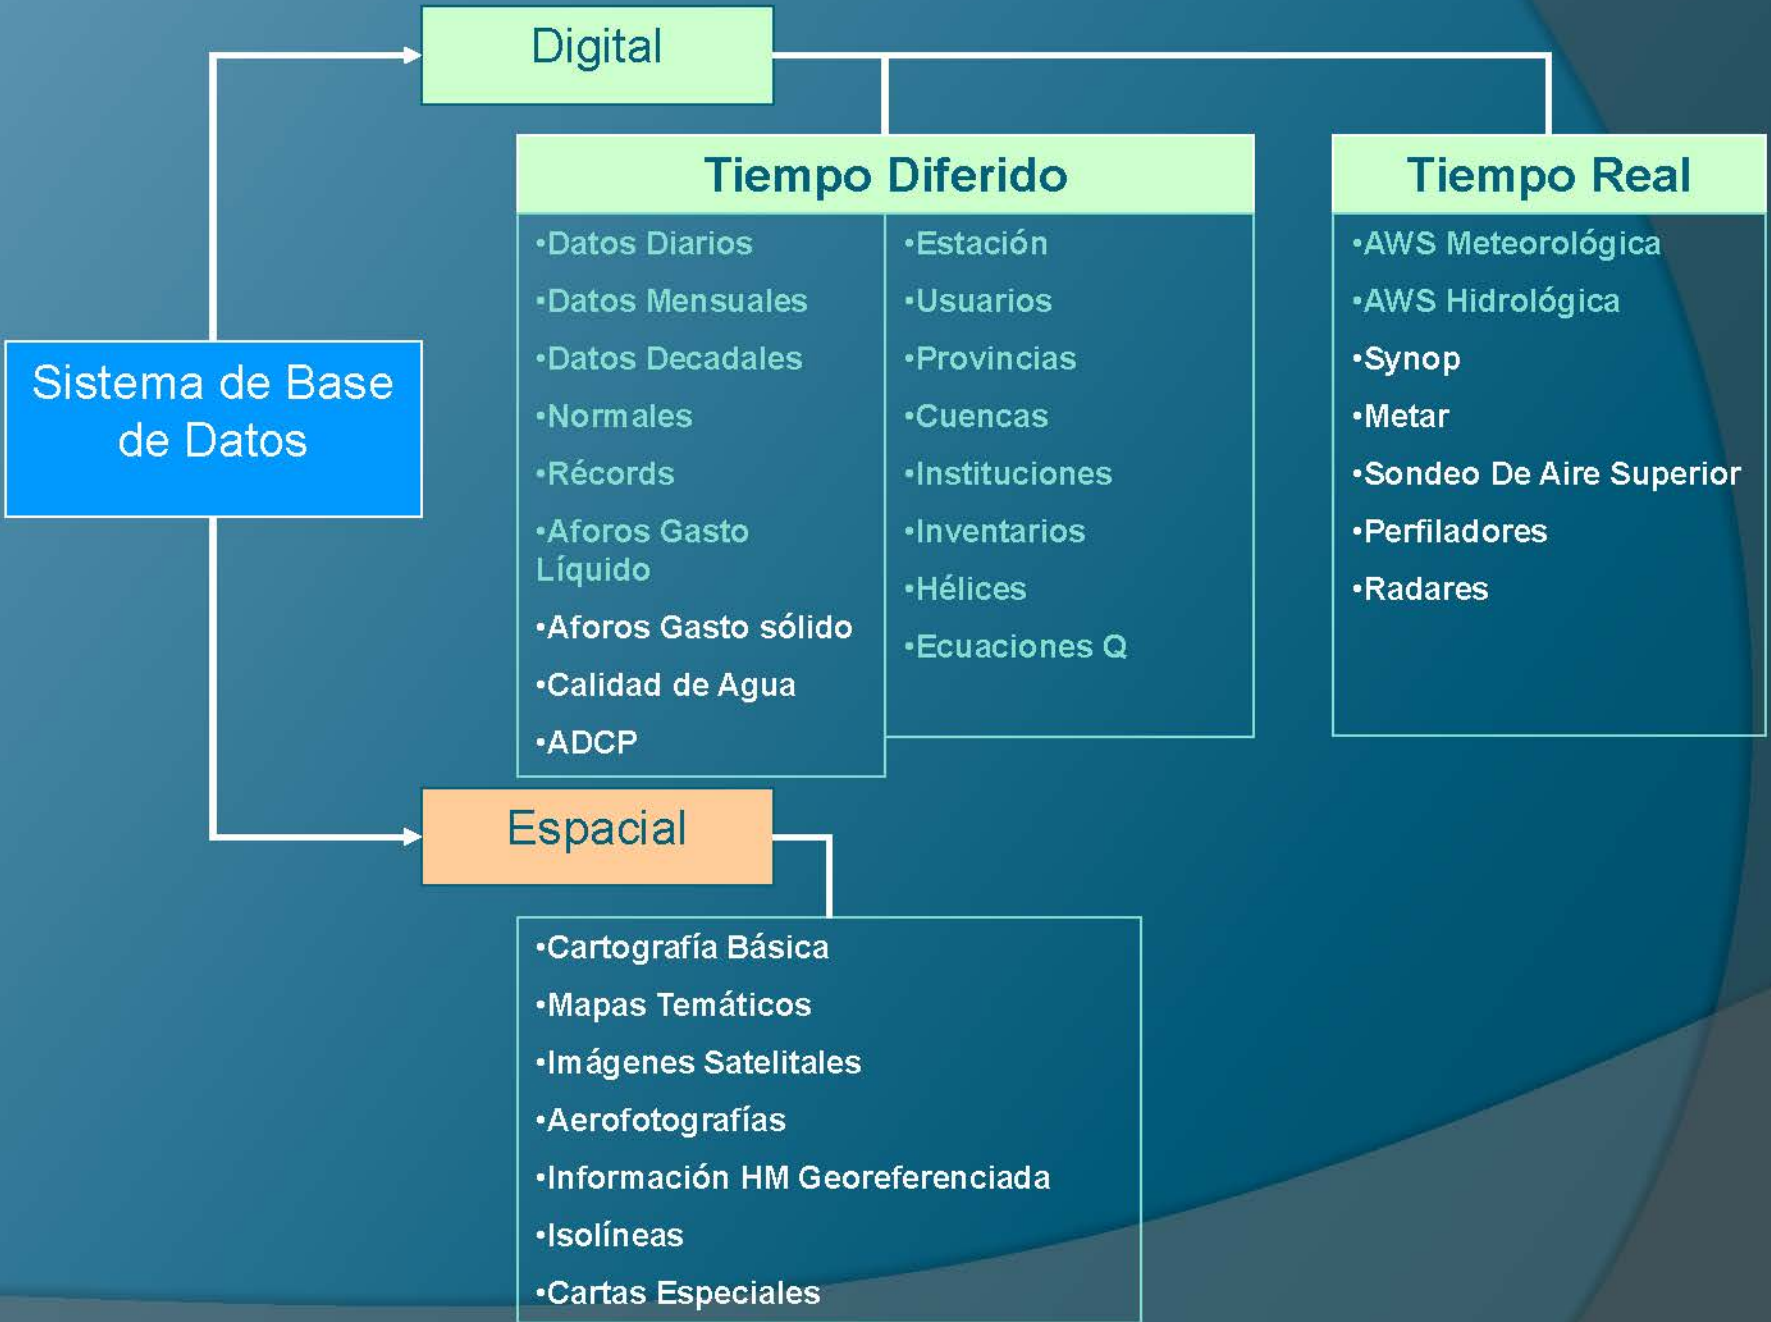 Digital
Tiempo Diferido
•Datos Diarios
•Datos Mensuales
•Datos Decadales
•Normales
•Récords
•Aforos Gasto
Líquido
•Aforos Gasto sólido
•Calidad de Agua
•ADCP
•Estación
•Usuarios
•Provincias
•Cuencas
•Instituciones
•Inventarios
•Hélices
•Ecuaciones Q
Tiempo Real
•AWS Meteorológica
•AWS Hidrológica
•Synop
•Metar
•Sondeo De Aire Superior
•Perfiladores
•Radares
Sistema de Base
de Datos
Espacial
•Cartografía Básica
•Mapas Temáticos
•Imágenes Satelitales
•Aerofotografías
•Información HM Georeferenciada
•Isolíneas
•Cartas Especiales